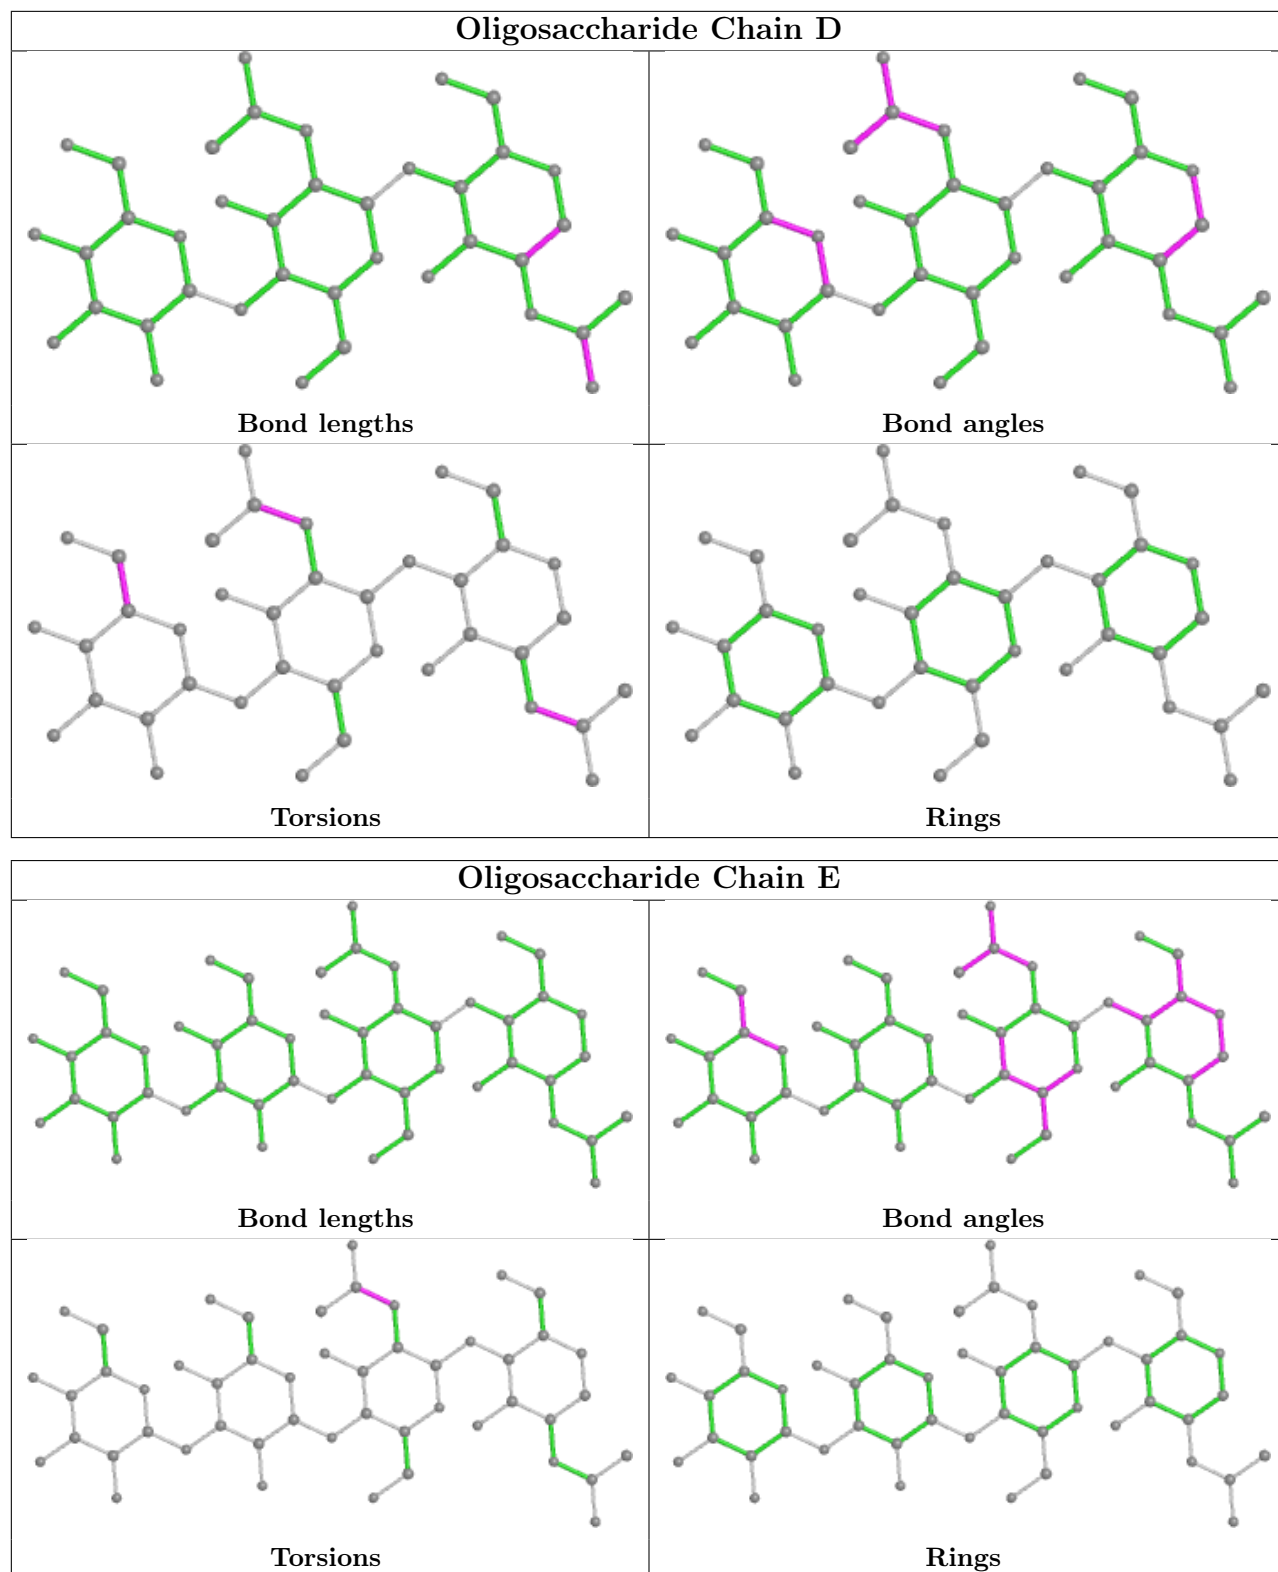 Oligosaccharide Chain D
Bond lengths
Bond angles
Torsions
Rings
Oligosaccharide Chain E
Bond lengths
Bond angles
Torsions
Rings